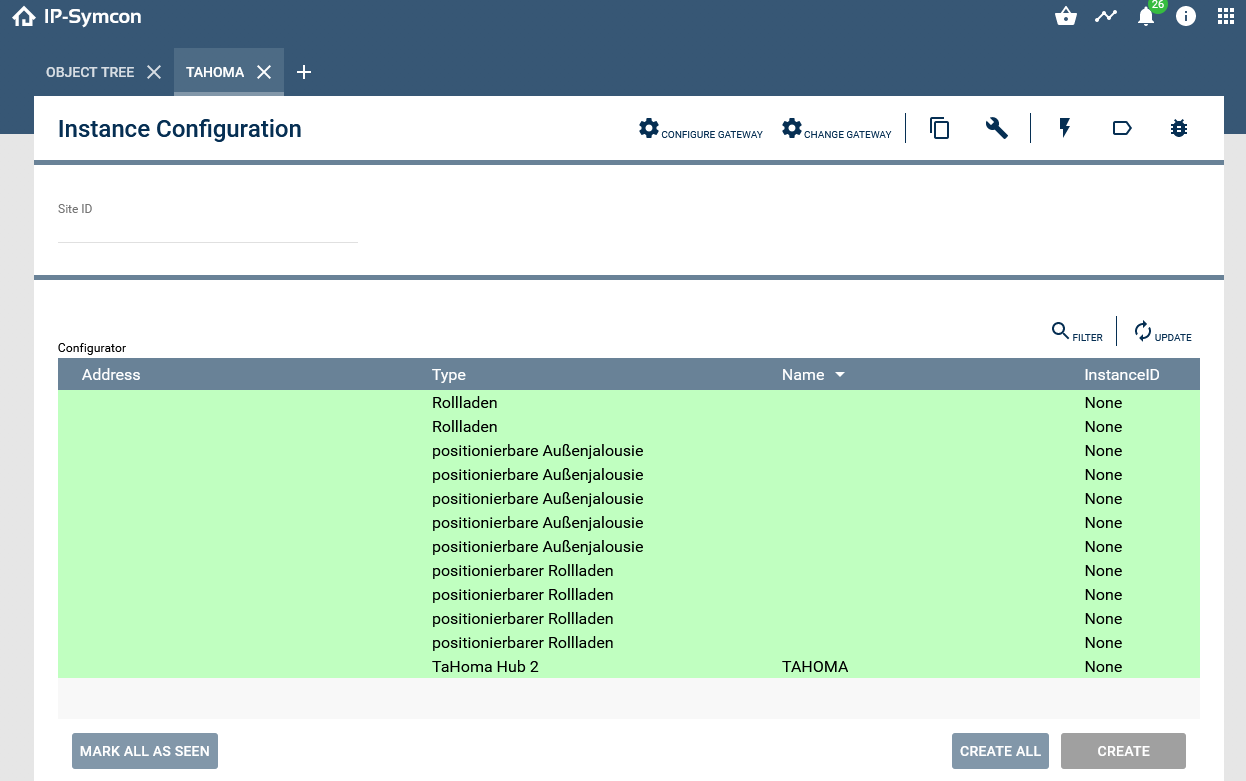 IP-Symcon
26
OBJECT TREE
TAHOMA
Instance Configuration
CONFIGURE GATEWAY
CHANGE GATEWAY
Site ID
FILTER
UPDATE
Configurator
Address Type Name InstanceID
Rollladen None
Rollladen None
positionierbare Außenjalousie None
positionierbare Außenjalousie None
positionierbare Außenjalousie None
positionierbare Außenjalousie None
positionierbare Außenjalousie None
positionierbarer Rollladen None
positionierbarer Rollladen None
positionierbarer Rollladen None
positionierbarer Rollladen None
TaHoma Hub 2 TAHOMA None
MARK ALL AS SEEN CREATE ALL CREATE